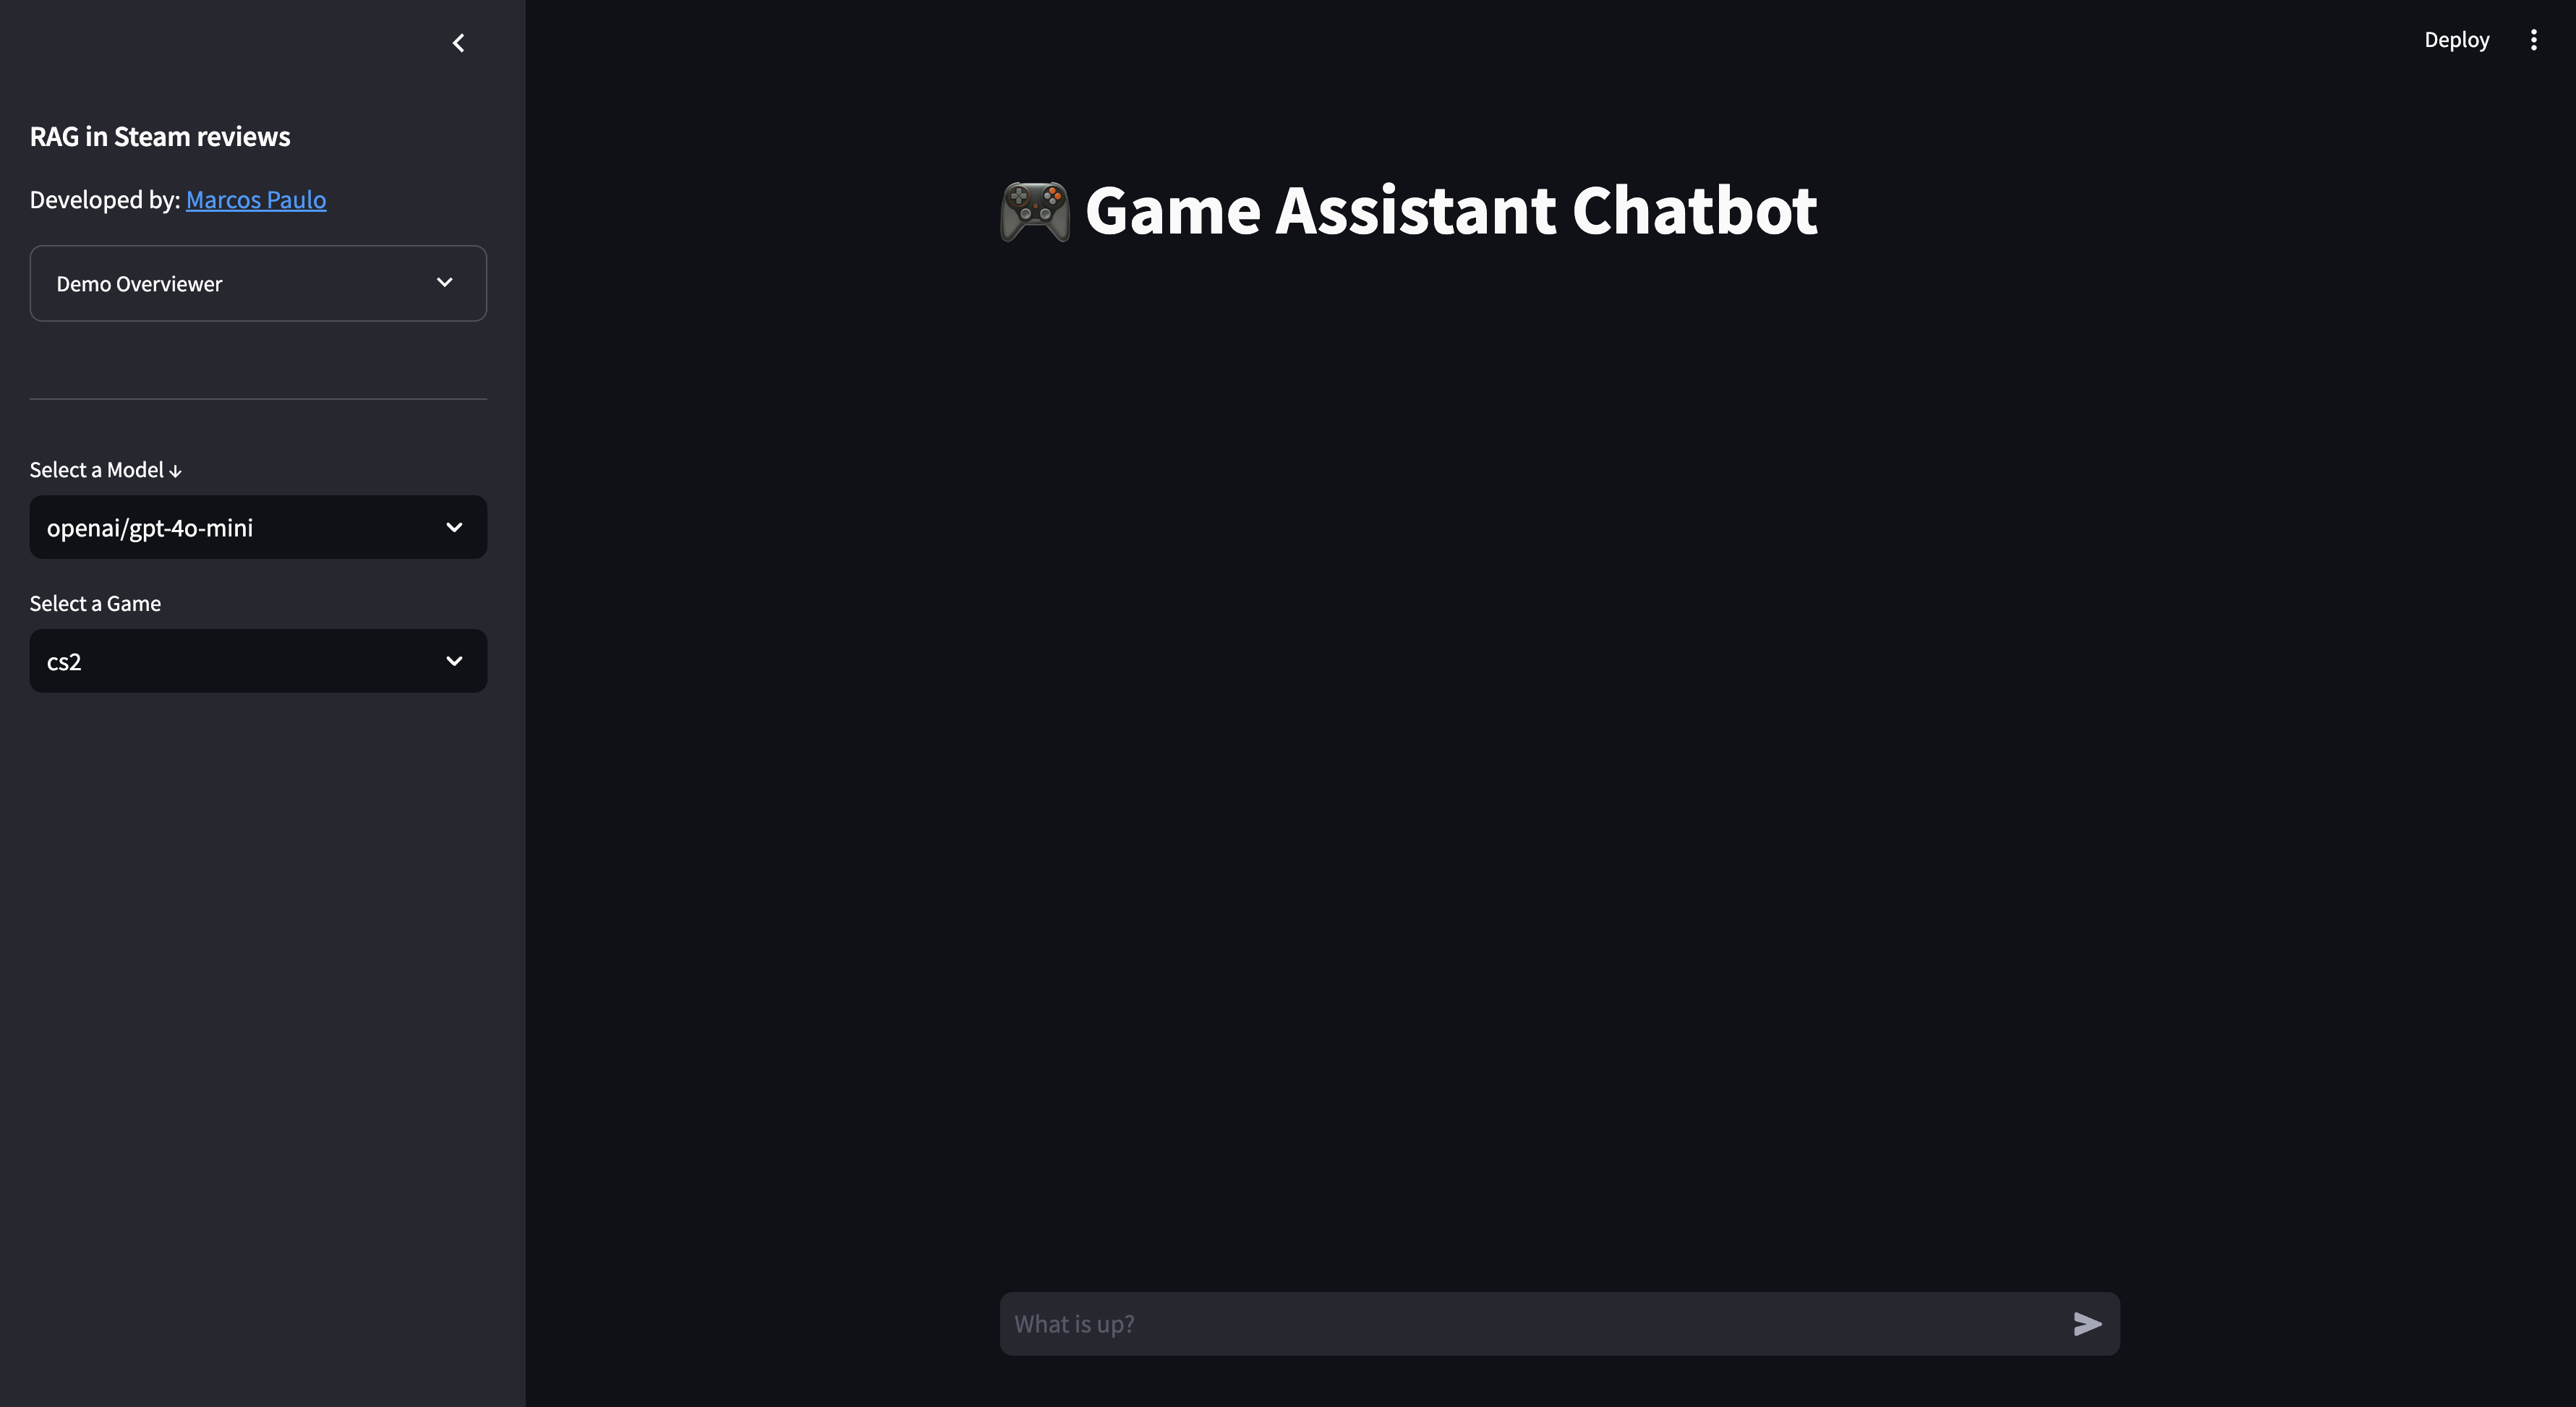 Deploy
RAG in Steam reviews
Developed by: Marcos Paulo
Demo Overviewer
Select a Model ↓
openai/gpt-4o-mini
Select a Game
cs2
🎮 Game Assistant Chatbot
What is up?